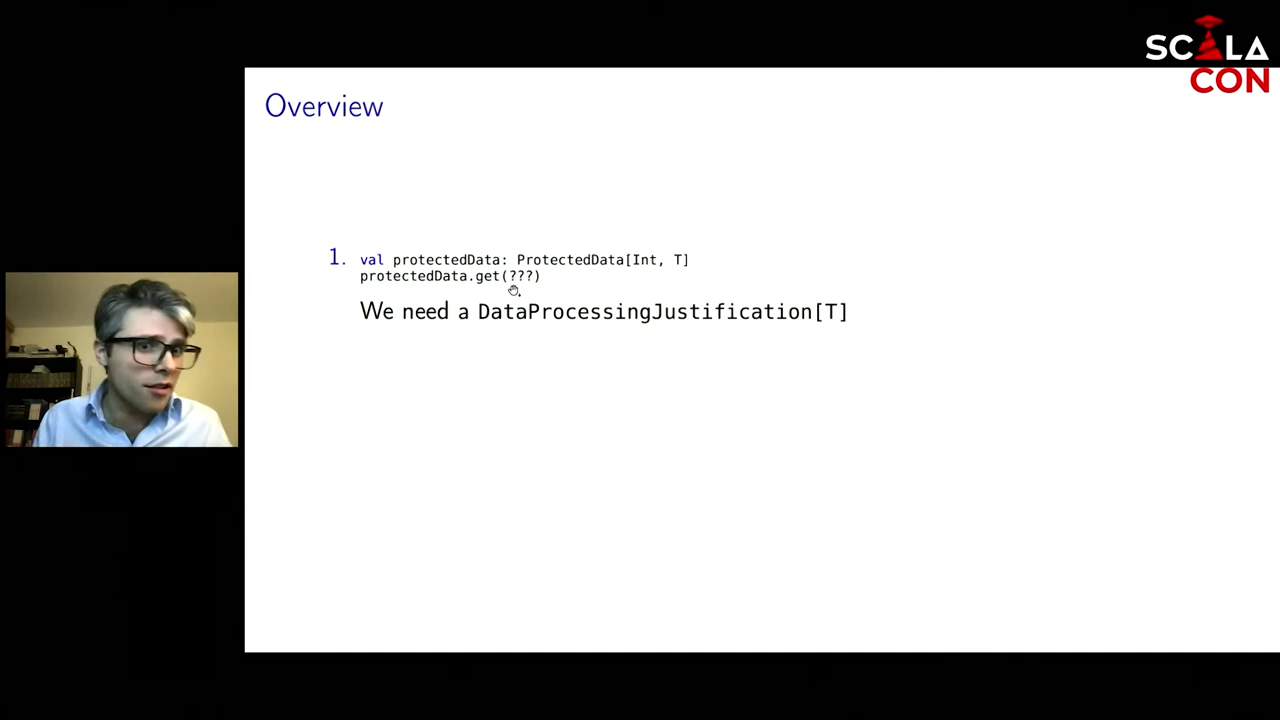 SCALA
CON
Overview
1. val protectedData: ProtectedData[Int, T]
protectedData.get(???)
We need a DataProcessingJustification[T]